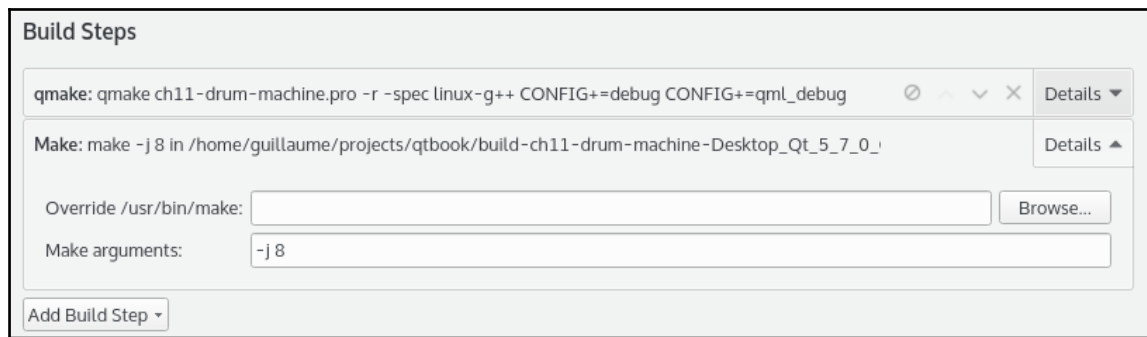 Build Steps
qmake: qmake ch11-drum-machine.pro -r -spec linux-g++ CONFIG+=debug CONFIG+=qml_debug Details
Make: make -j 8 in /home/guillaume/projects/qtbook/build-ch11-drum-machine-Desktop_Qt_5_7_0_ Details
Override /usr/bin/make: Browse...
Make arguments: -j 8
Add Build Step